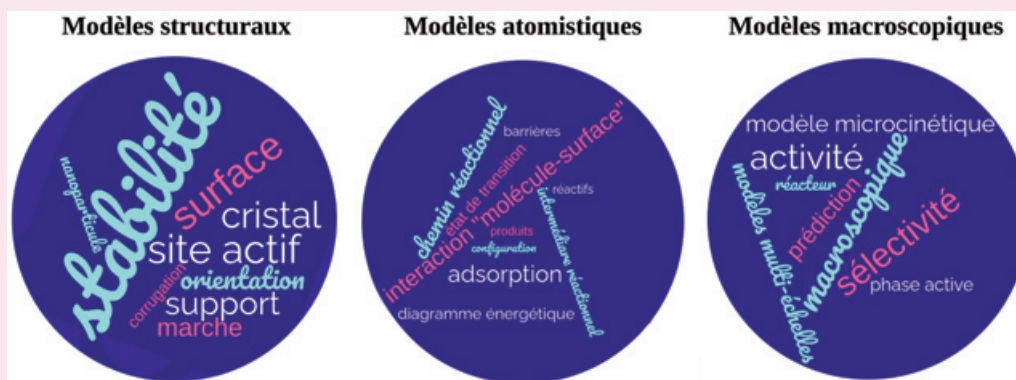 Modèles structuraux
stabilité
nanoparticule
surface
cristal
site actif
orientation
corrugation
support
marche
Modèles atomistiques
chemin réactionnel
barrières
état de transition
interaction "molécule-surface"
réactifs
intermédiare réactionnel
produits
configuration
adsorption
diagramme énergétique
Modèles macroscopiques
modèle microcinétique
activité
réacteur
modèles multi-échelles
prédiction
macroscopique
sélectivité
phase active